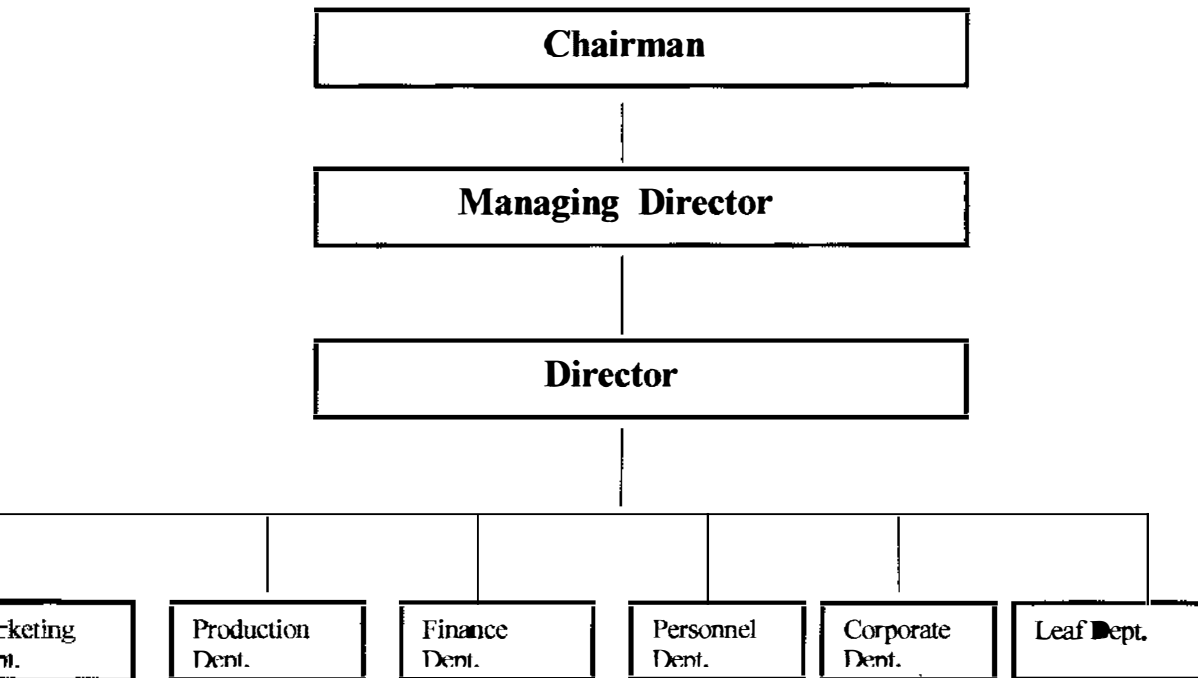 Chairman
Managing Director
Director
Production
Dept.
Finance
Dept.
Personnel
Dept.
Corporate
Dept.
Leaf Dept.